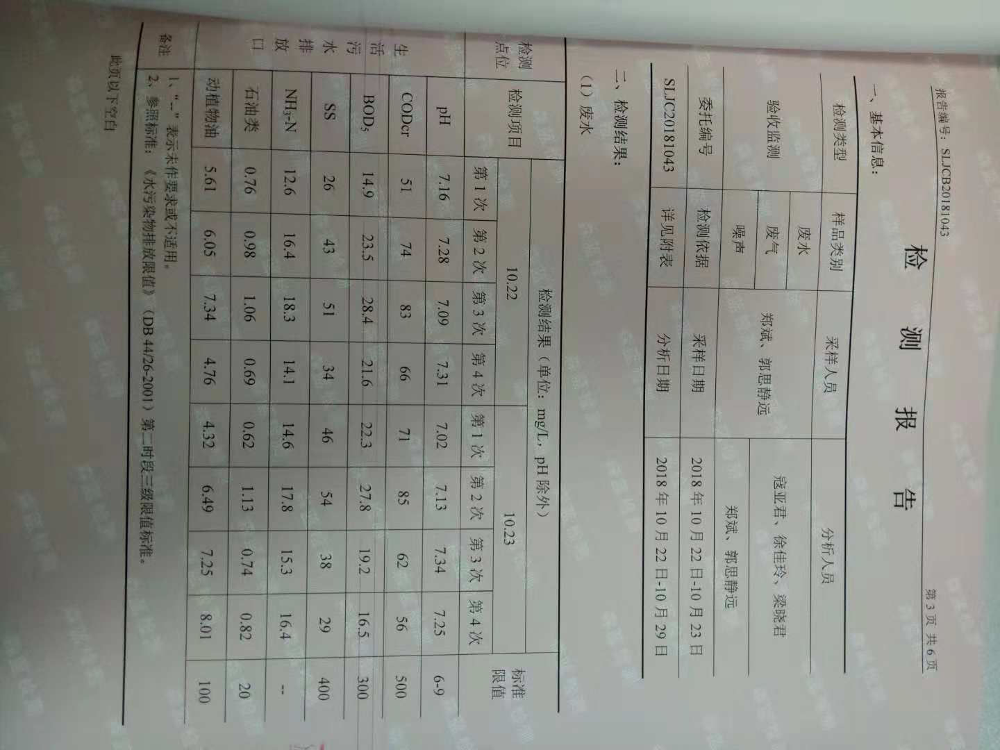 报告编号：SLJCB20181043 第 3 页 共 6 页
检 测 报 告
一、基本信息：
检测类型 样品类别 采样人员 分析人员
验收监测 废水 郑斌、郭思静远 寇亚君、徐佳玲、梁晓君
废气
噪声 郑斌、郭思静远
委托编号 检测依据 采样日期 2018 年 10 月 22 日-10 月 23 日
SLJC20181043 详见附表 分析日期 2018 年 10 月 22 日-10 月 29 日
二、检测结果：
（1）废水
检测点位 检测项目 检测结果（单位：mg/L，pH 除外） 标准限值
10.22 10.23
第 1 次 第 2 次 第 3 次 第 4 次 第 1 次 第 2 次 第 3 次 第 4 次
生活污水排放口 pH 7.16 7.28 7.09 7.31 7.02 7.13 7.34 7.25 6-9
CODcr 51 74 83 66 71 85 62 56 500
BOD₅ 14.9 23.5 28.4 21.6 22.3 27.8 19.2 16.5 300
SS 26 43 51 34 46 54 38 29 400
NH₃-N 12.6 16.4 18.3 14.1 14.6 17.8 15.3 16.4 --
石油类 0.76 0.98 1.06 0.69 0.62 1.13 0.74 0.82 20
动植物油 5.61 6.05 7.34 4.76 4.32 6.49 7.25 8.01 100
备注 1、“--”表示未作要求或不适用。
2、参照标准：《水污染物排放限值》（DB 44/26-2001）第二时段三级限值标准。
此页以下空白